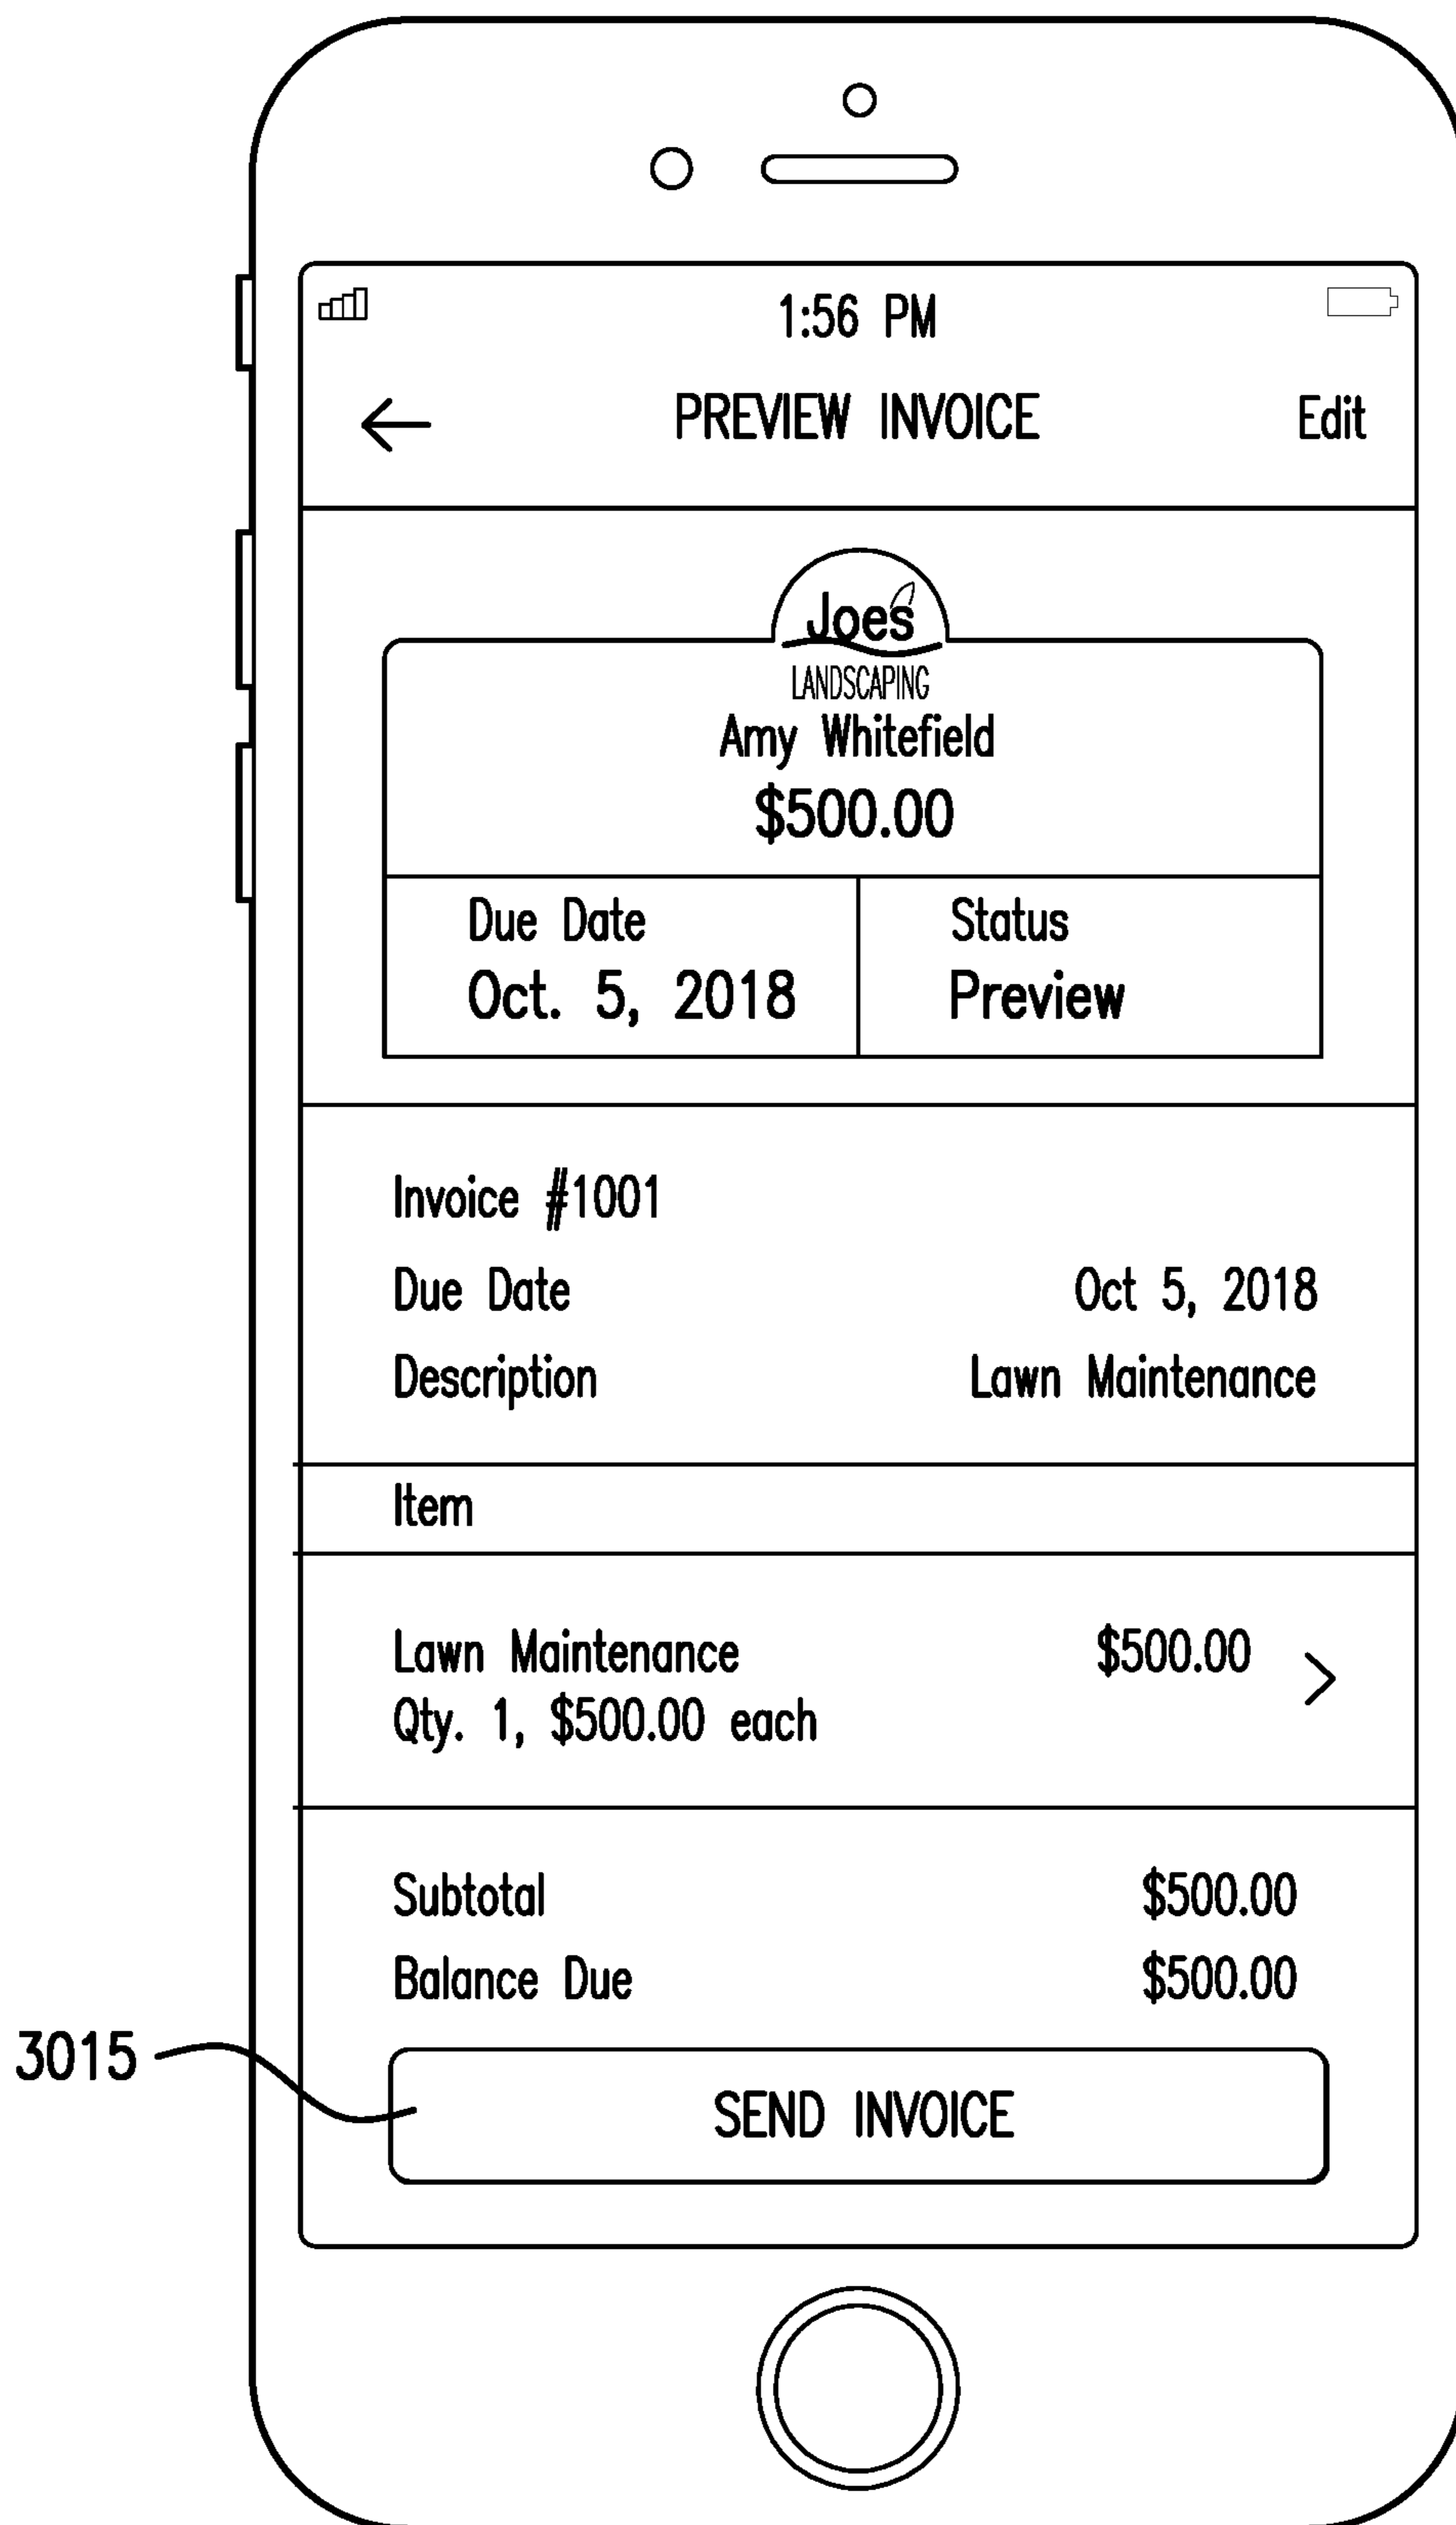 1:56 PM
PREVIEW INVOICE Edit
Joe's
LANDSCAPING
Amy Whitefield
$500.00
Due Date Status
Oct. 5, 2018 Preview
Invoice #1001
Due Date Oct 5, 2018
Description Lawn Maintenance
Item
Lawn Maintenance $500.00
Qty. 1, $500.00 each
Subtotal $500.00
Balance Due $500.00
3015
SEND INVOICE